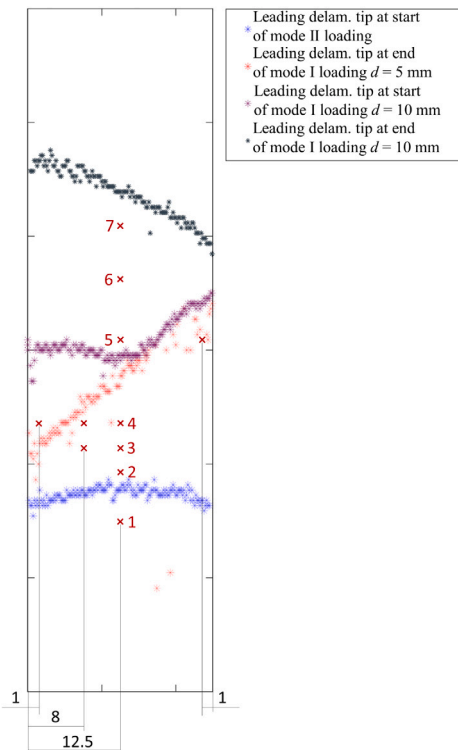 Leading delam. tip at start
of mode II loading
Leading delam. tip at end
of mode I loading d = 5 mm
Leading delam. tip at start
of mode I loading d = 10 mm
Leading delam. tip at end
of mode I loading d = 10 mm
7
6
5
4
3
2
1
1
1
8
12.5